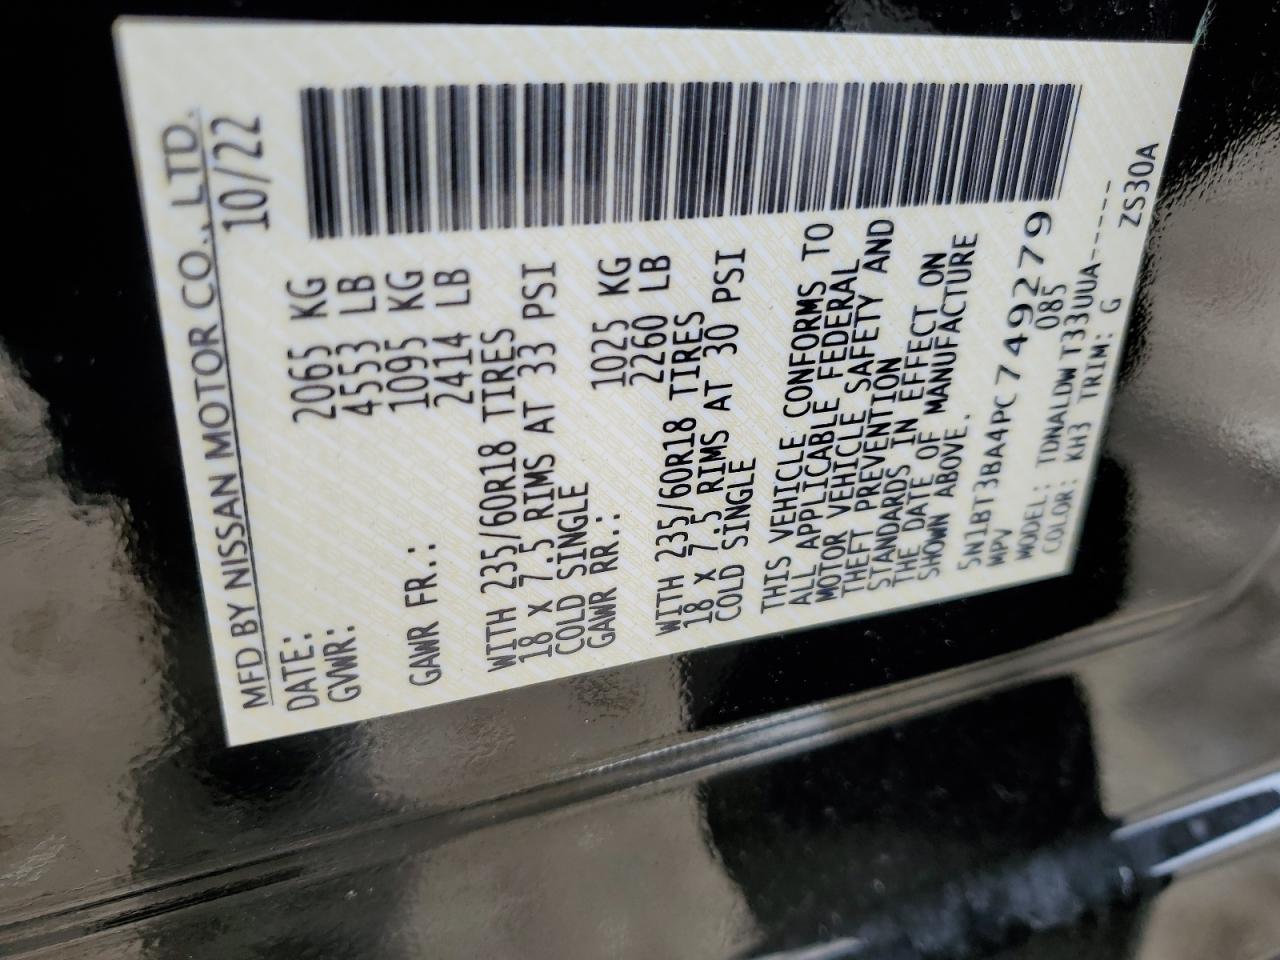 MFD BY NISSAN MOTOR CO., LTD.
DATE: 10/22
GVWR: 2065 KG
4553 LB
GAWR FR.: 1095 KG
2414 LB
WITH 235/60R18 TIRES
18 X 7.5 RIMS AT 33 PSI
COLD SINGLE
GAWR RR.: 1025 KG
2260 LB
WITH 235/60R18 TIRES
18 X 7.5 RIMS AT 30 PSI
COLD SINGLE
THIS VEHICLE CONFORMS TO
ALL APPLICABLE FEDERAL
MOTOR VEHICLE SAFETY AND
THEFT PREVENTION
STANDARDS IN EFFECT ON
THE DATE OF MANUFACTURE
SHOWN ABOVE.
5N1BT3BA4PC749279
MPV 085
MODEL: TDNALDWT33UUA-----
COLOR: KH3 TRIM: G ZS30A